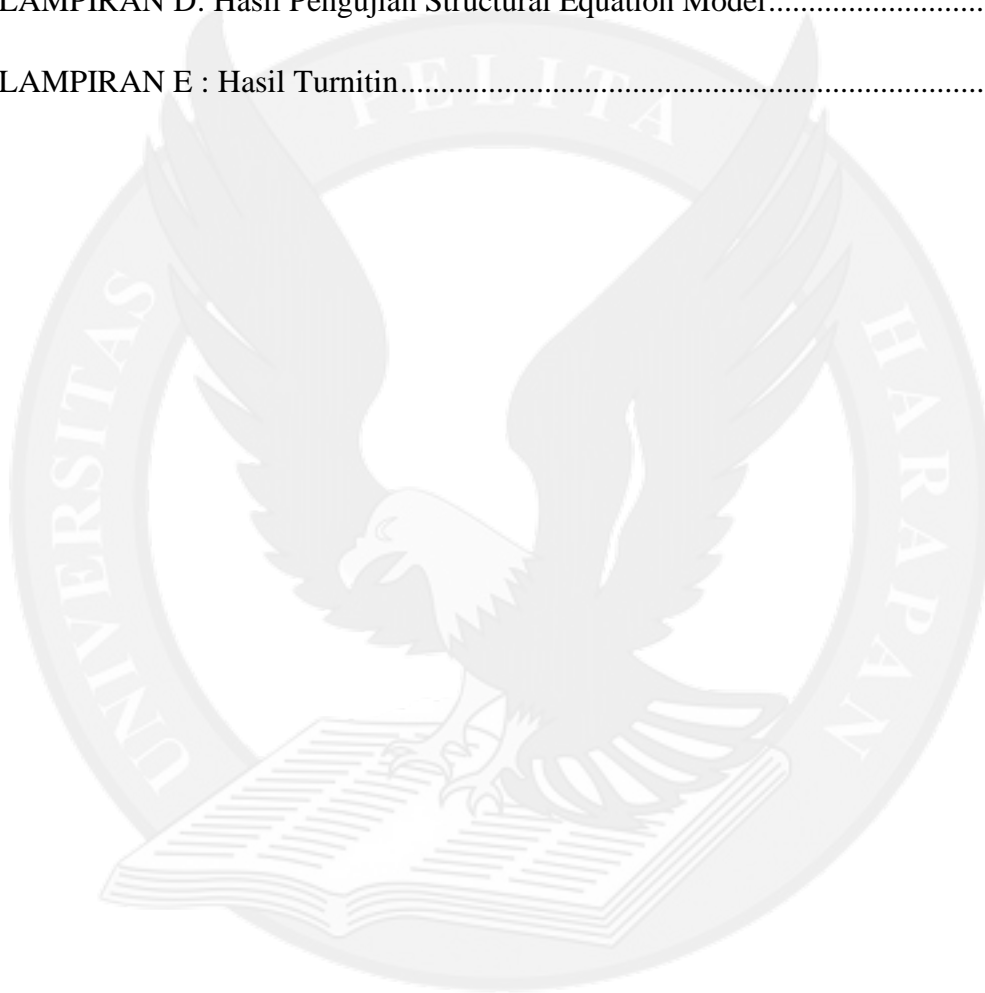 LAMPIRAN D. Hasil Pengujian Structural Equation Model..........................
LAMPIRAN E : Hasil Turnitin..............................................................
UNIVERSITAS PELITA HARAPAN